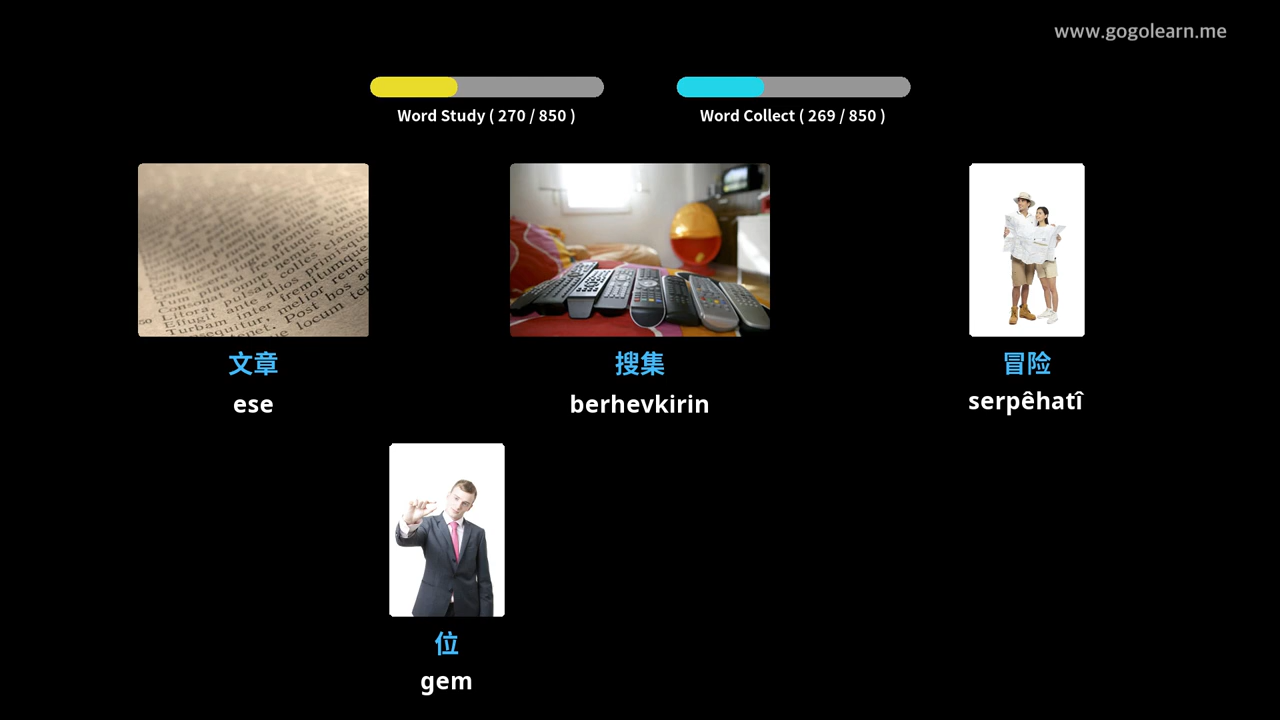 www.gogolearn.me
Word Study ( 270 / 850 )
Word Collect ( 269 / 850 )
文章
ese
搜集
berhevkirin
冒险
serpêhatî
位
gem